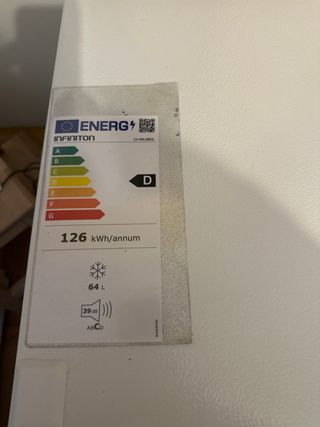 ENERG
INFINITON
A
B
C
D
E
F
G
D
126 kWh/annum
64 L
39 dB
ABCD